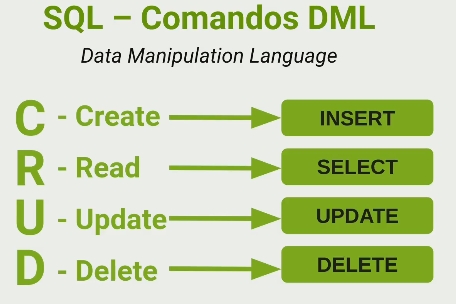 SQL – Comandos DML
Data Manipulation Language
C - Create INSERT
R - Read SELECT
U - Update UPDATE
D - Delete DELETE